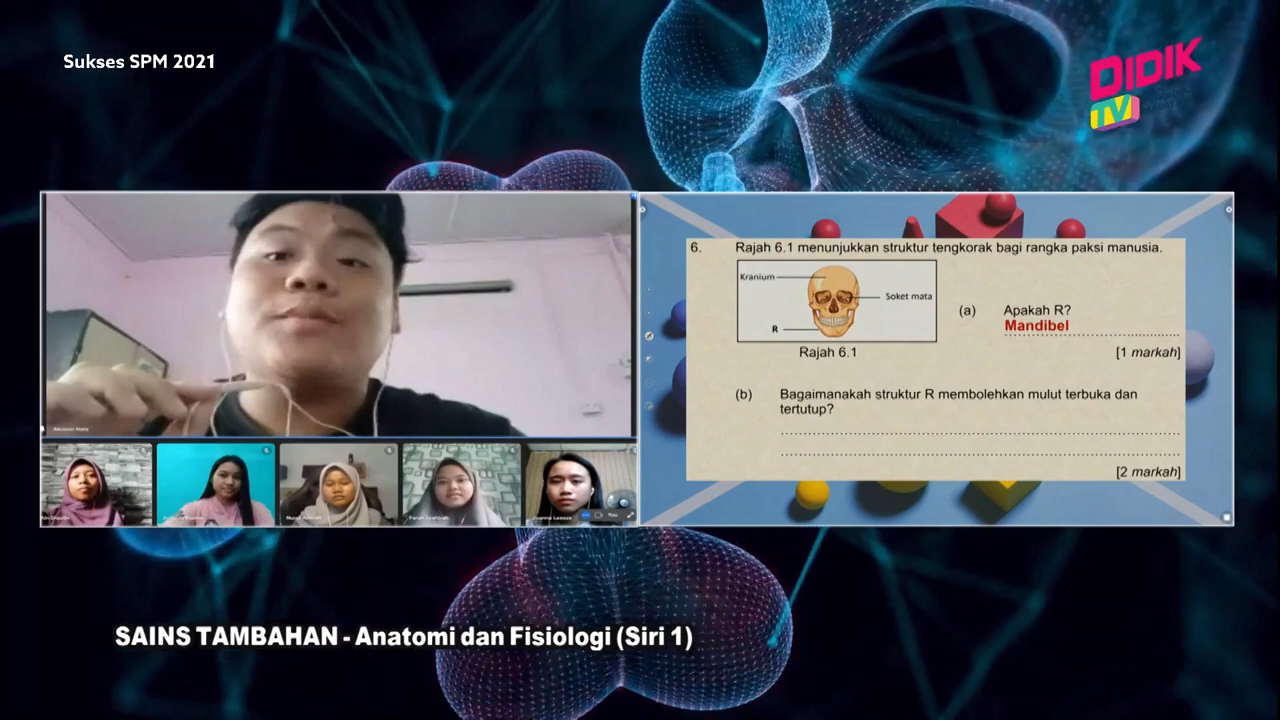 Sukses SPM 2021
DIDIK
TV
6. Rajah 6.1 menunjukkan struktur tengkorak bagi rangka paksi manusia.
Kranium
Soket mata
R
Rajah 6.1
(a) Apakah R?
Mandibel
[1 markah]
(b) Bagaimanakah struktur R membolehkan mulut terbuka dan
tertutup?
[2 markah]
You
SAINS TAMBAHAN - Anatomi dan Fisiologi (Siri 1)